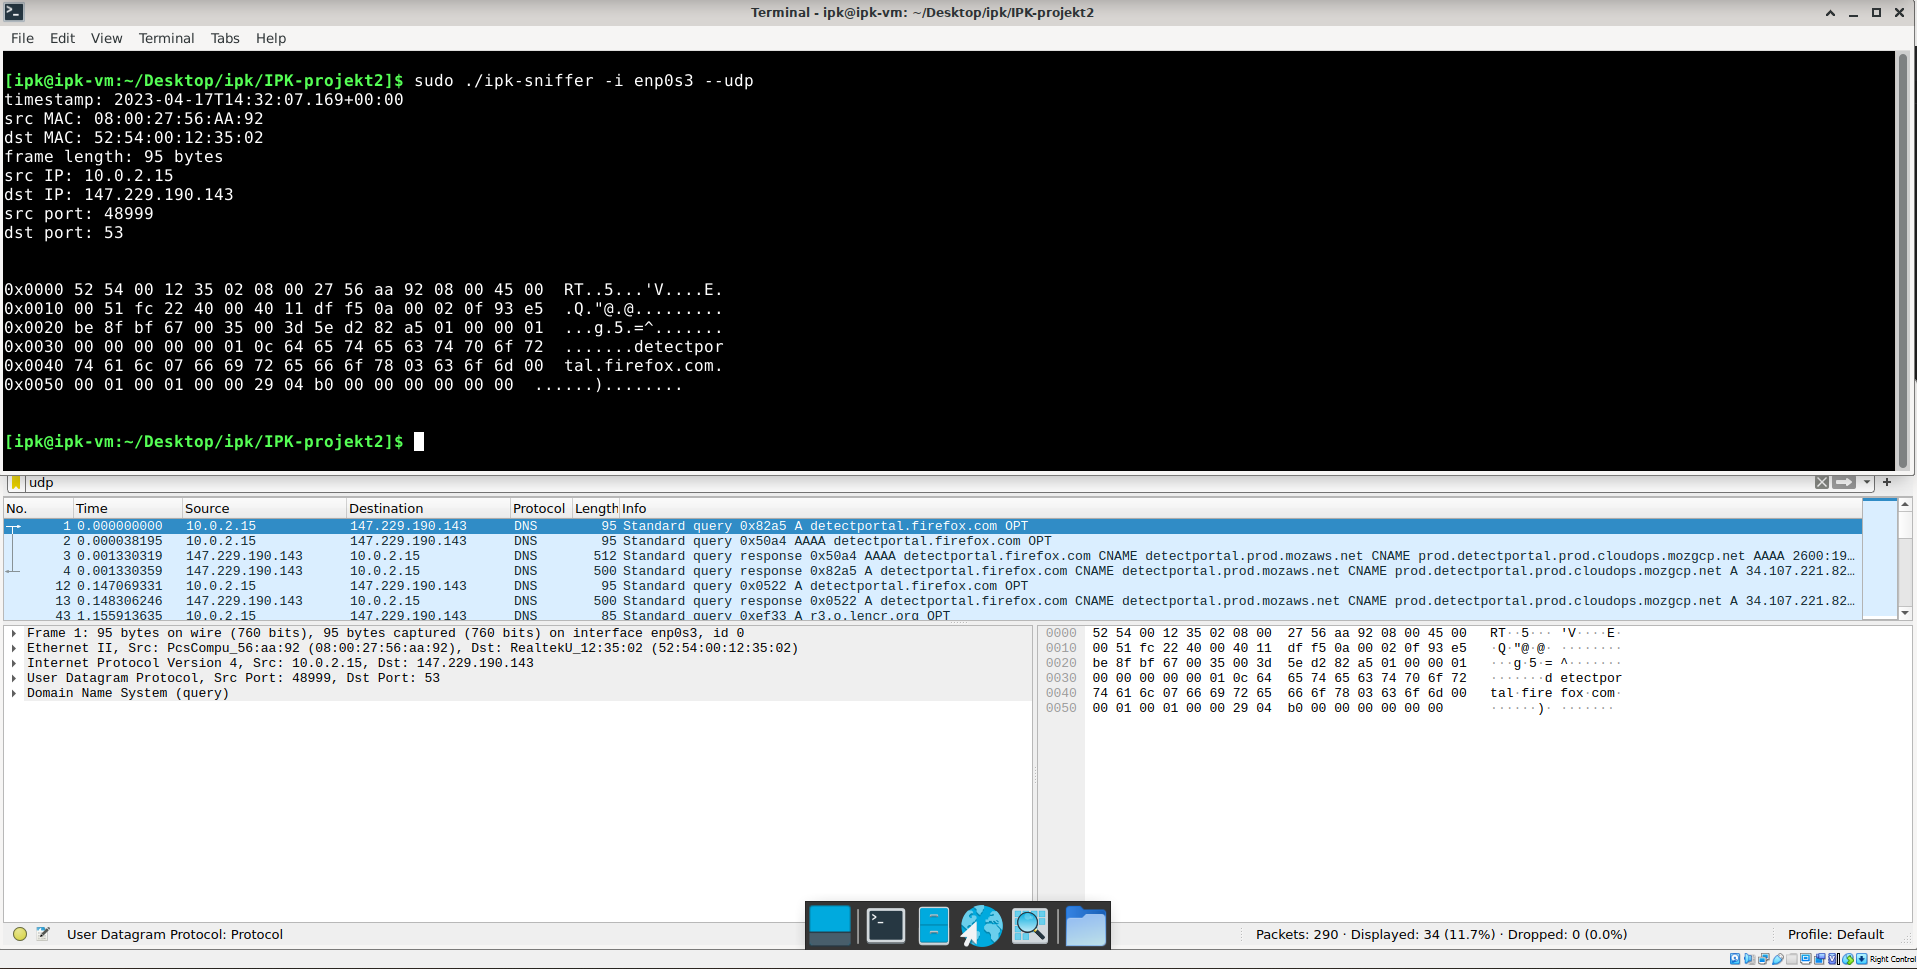 Terminal - ipk@ipk-vm: ~/Desktop/ipk/IPK-projekt2
File Edit View Terminal Tabs Help
[ipk@ipk-vm:~/Desktop/ipk/IPK-projekt2]$ sudo ./ipk-sniffer -i enp0s3 --udp
timestamp: 2023-04-17T14:32:07.169+00:00
src MAC: 08:00:27:56:AA:92
dst MAC: 52:54:00:12:35:02
frame length: 95 bytes
src IP: 10.0.2.15
dst IP: 147.229.190.143
src port: 48999
dst port: 53
0x0000 52 54 00 12 35 02 08 00 27 56 aa 92 08 00 45 00  RT..5...'V....E.
0x0010 00 51 fc 22 40 00 40 11 df f5 0a 00 02 0f 93 e5  .Q."@.@.........
0x0020 be 8f bf 67 00 35 00 3d 5e d2 82 a5 01 00 00 01  ...g.5.=^.......
0x0030 00 00 00 00 00 01 0c 64 65 74 65 63 74 70 6f 72  .......detectpor
0x0040 74 61 6c 07 66 69 72 65 66 6f 78 03 63 6f 6d 00  tal.firefox.com.
0x0050 00 01 00 01 00 00 29 04 b0 00 00 00 00 00 00  ......)........
[ipk@ipk-vm:~/Desktop/ipk/IPK-projekt2]$
udp
No. Time Source Destination Protocol Length Info
1 0.000000000 10.0.2.15 147.229.190.143 DNS 95 Standard query 0x82a5 A detectportal.firefox.com OPT
2 0.000038195 10.0.2.15 147.229.190.143 DNS 95 Standard query 0x50a4 AAAA detectportal.firefox.com OPT
3 0.001330319 147.229.190.143 10.0.2.15 DNS 512 Standard query response 0x50a4 AAAA detectportal.firefox.com CNAME detectportal.prod.mozaws.net CNAME prod.detectportal.prod.cloudops.mozgcp.net AAAA 2600:19…
4 0.001330359 147.229.190.143 10.0.2.15 DNS 500 Standard query response 0x82a5 A detectportal.firefox.com CNAME detectportal.prod.mozaws.net CNAME prod.detectportal.prod.cloudops.mozgcp.net A 34.107.221.82…
12 0.147069331 10.0.2.15 147.229.190.143 DNS 95 Standard query 0x0522 A detectportal.firefox.com OPT
13 0.148306246 147.229.190.143 10.0.2.15 DNS 500 Standard query response 0x0522 A detectportal.firefox.com CNAME detectportal.prod.mozaws.net CNAME prod.detectportal.prod.cloudops.mozgcp.net A 34.107.221.82…
43 1.155913635 10.0.2.15 147.229.190.143 DNS 85 Standard query 0xef33 A r3.o.lencr.org OPT
Frame 1: 95 bytes on wire (760 bits), 95 bytes captured (760 bits) on interface enp0s3, id 0
Ethernet II, Src: PcsCompu_56:aa:92 (08:00:27:56:aa:92), Dst: RealtekU_12:35:02 (52:54:00:12:35:02)
Internet Protocol Version 4, Src: 10.0.2.15, Dst: 147.229.190.143
User Datagram Protocol, Src Port: 48999, Dst Port: 53
Domain Name System (query)
0000 52 54 00 12 35 02 08 00 27 56 aa 92 08 00 45 00 RT··5···'V····E·
0010 00 51 fc 22 40 00 40 11 df f5 0a 00 02 0f 93 e5 ·Q·"@·@·········
0020 be 8f bf 67 00 35 00 3d 5e d2 82 a5 01 00 00 01 ···g·5·=^·······
0030 00 00 00 00 00 01 0c 64 65 74 65 63 74 70 6f 72 ·······d etectpor
0040 74 61 6c 07 66 69 72 65 66 6f 78 03 63 6f 6d 00 tal·fire fox·com·
0050 00 01 00 01 00 00 29 04 b0 00 00 00 00 00 00 ······)· ·······
User Datagram Protocol: Protocol
Packets: 290 · Displayed: 34 (11.7%) · Dropped: 0 (0.0%)
Profile: Default
Right Control